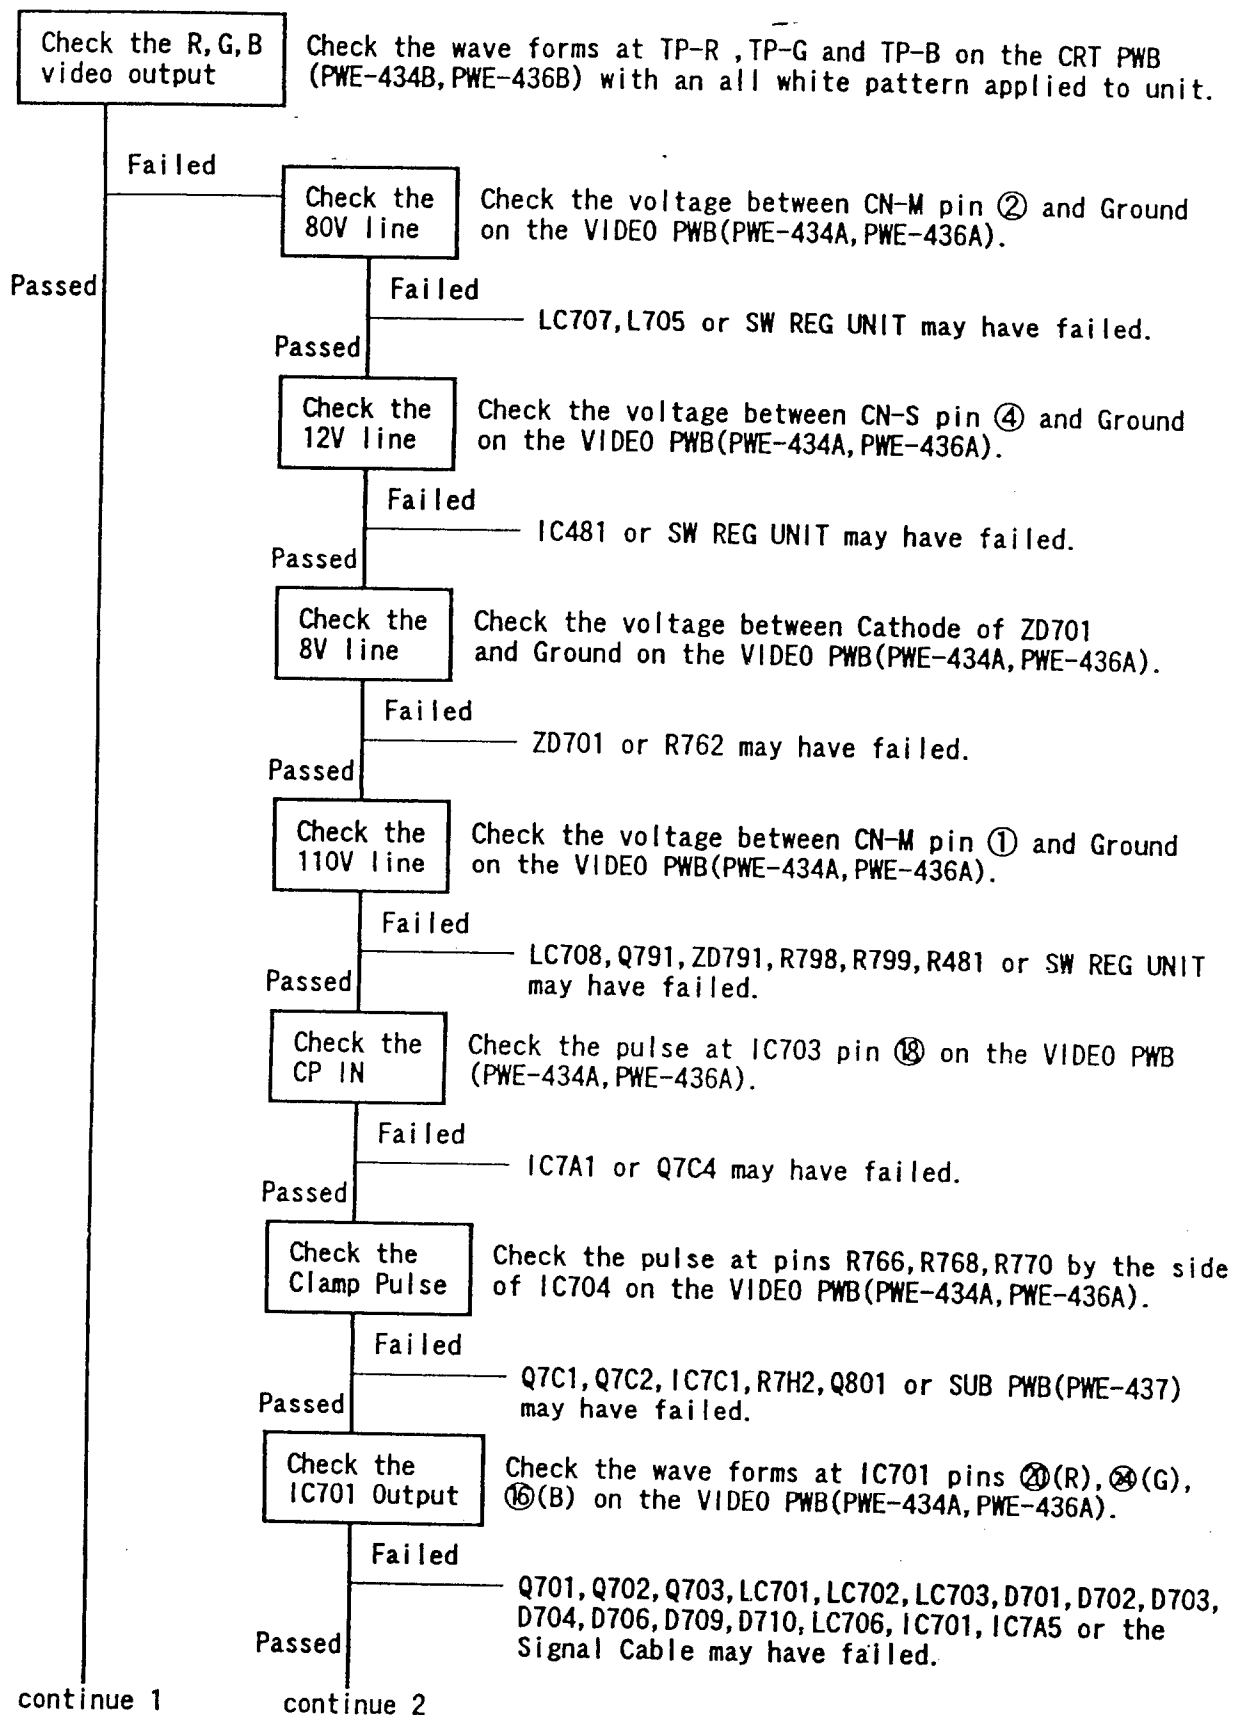 Check the R,G,B
video output
Check the wave forms at TP-R ,TP-G and TP-B on the CRT PWB
(PWE-434B,PWE-436B) with an all white pattern applied to unit.
Failed
Check the
80V line
Check the voltage between CN-M pin ② and Ground
on the VIDEO PWB(PWE-434A,PWE-436A).
Passed
Failed
LC707,L705 or SW REG UNIT may have failed.
Passed
Check the
12V line
Check the voltage between CN-S pin ④ and Ground
on the VIDEO PWB(PWE-434A,PWE-436A).
Failed
IC481 or SW REG UNIT may have failed.
Passed
Check the
8V line
Check the voltage between Cathode of ZD701
and Ground on the VIDEO PWB(PWE-434A,PWE-436A).
Failed
ZD701 or R762 may have failed.
Passed
Check the
110V line
Check the voltage between CN-M pin ① and Ground
on the VIDEO PWB(PWE-434A,PWE-436A).
Failed
LC708,Q791,ZD791,R798,R799,R481 or SW REG UNIT
may have failed.
Passed
Check the
CP IN
Check the pulse at IC703 pin ⑱ on the VIDEO PWB
(PWE-434A,PWE-436A).
Failed
IC7A1 or Q7C4 may have failed.
Passed
Check the
Clamp Pulse
Check the pulse at pins R766,R768,R770 by the side
of IC704 on the VIDEO PWB(PWE-434A,PWE-436A).
Failed
Q7C1,Q7C2,IC7C1,R7H2,Q801 or SUB PWB(PWE-437)
may have failed.
Passed
Check the
IC701 Output
Check the wave forms at IC701 pins ⑳(R),㉔(G),
⑯(B) on the VIDEO PWB(PWE-434A,PWE-436A).
Failed
Q701,Q702,Q703,LC701,LC702,LC703,D701,D702,D703,
D704,D706,D709,D710,LC706,IC701,IC7A5 or the
Signal Cable may have failed.
Passed
continue 1
continue 2